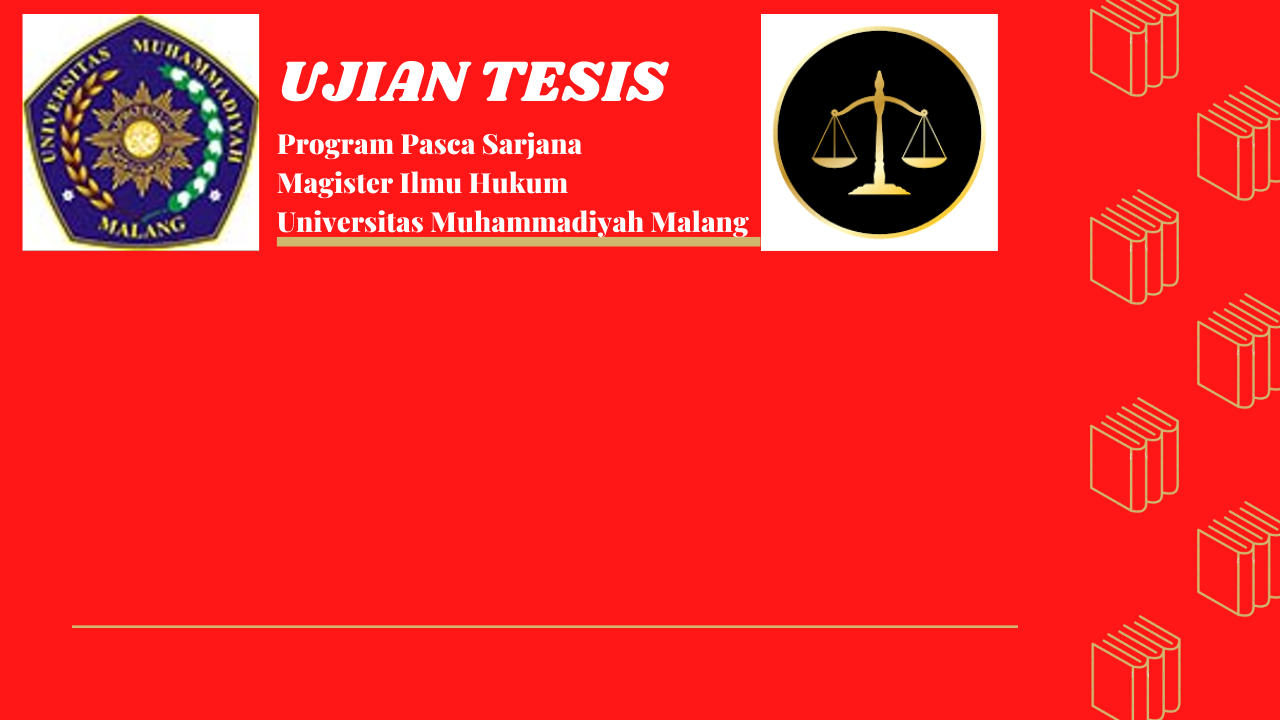 UNIVERSITAS MUHAMMADIYAH
MALANG
UJIAN TESIS
Program Pasca Sarjana
Magister Ilmu Hukum
Universitas Muhammadiyah Malang